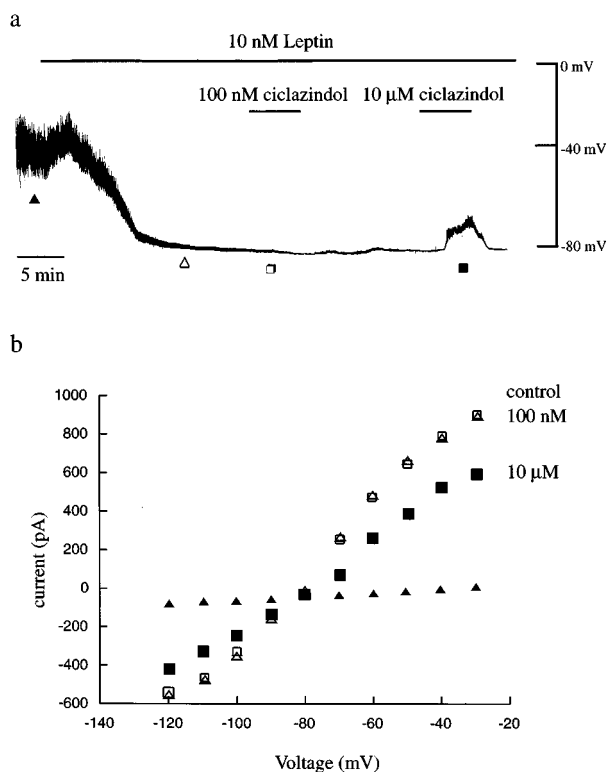 a
10 nM Leptin
100 nM ciclazindol 10 µM ciclazindol
0 mV
-40 mV
-80 mV
5 min
b
control
100 nM
10 µM
1000
800
600
400
200
0
-200
-400
-600
current (pA)
-140 -120 -100 -80 -60 -40 -20
Voltage (mV)